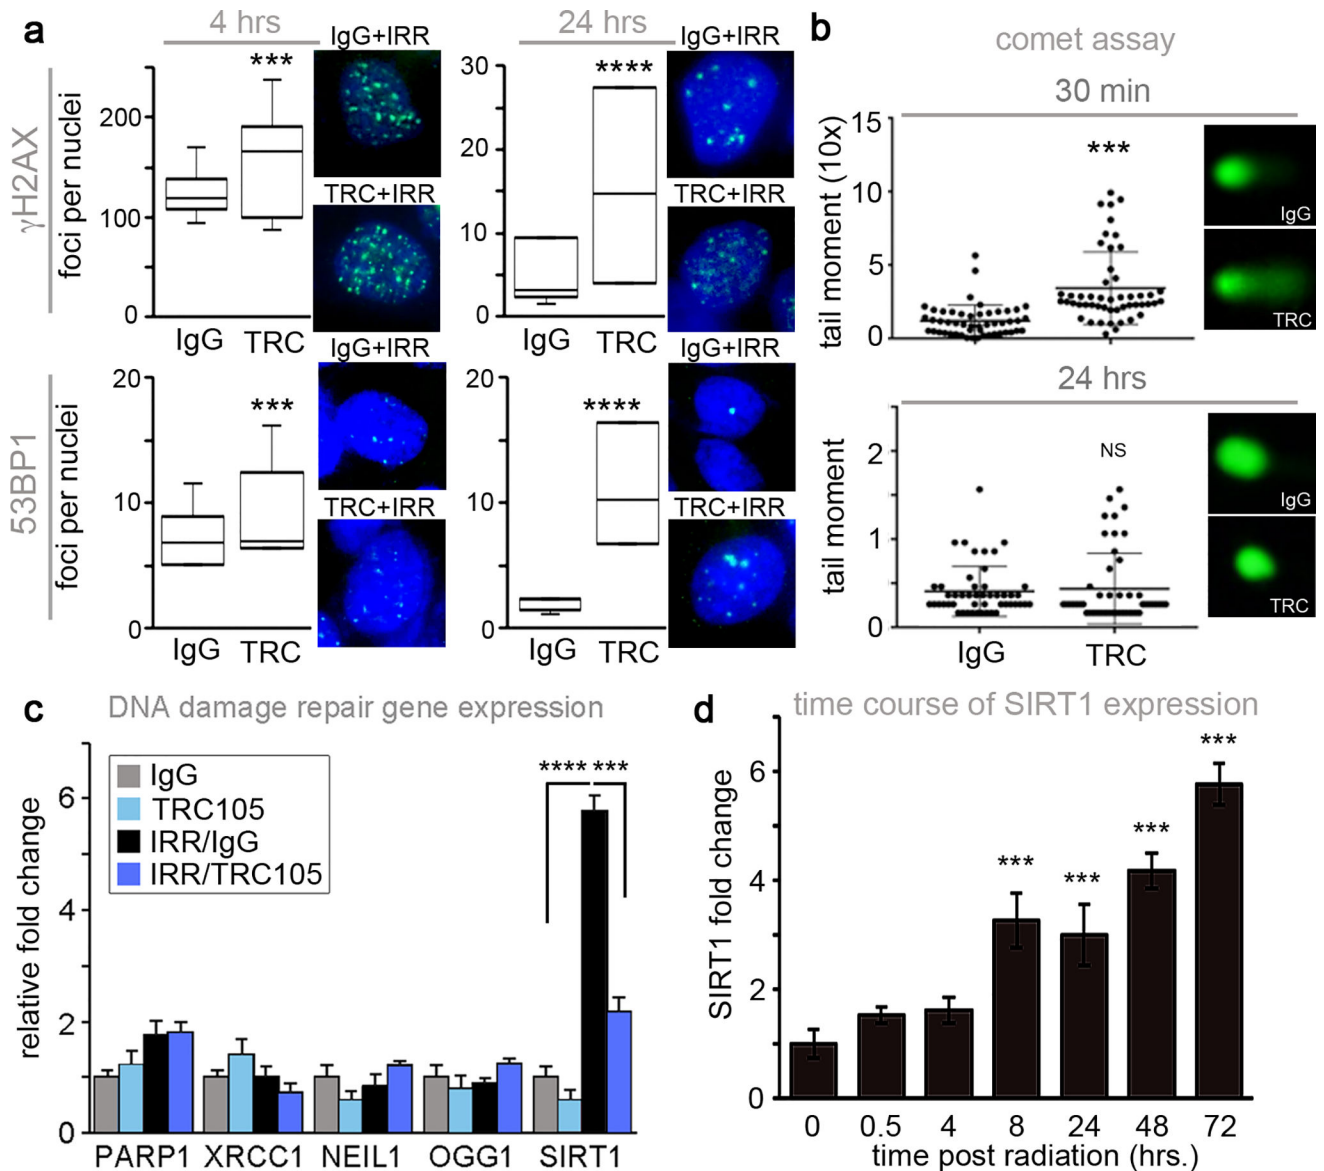 a
4 hrs
24 hrs
γH2AX
foci per nuclei
200
100
0
***
IgG
TRC
IgG+IRR
TRC+IRR
30
20
10
0
****
IgG
TRC
IgG+IRR
TRC+IRR
53BP1
foci per nuclei
20
10
0
***
IgG
TRC
IgG+IRR
TRC+IRR
20
10
0
****
IgG
TRC
IgG+IRR
TRC+IRR
b
comet assay
30 min
tail moment (10x)
15
10
5
0
***
IgG
TRC
24 hrs
tail moment
2
1
0
NS
IgG
TRC
IgG
TRC
c
DNA damage repair gene expression
relative fold change
6
4
2
1
0
IgG
TRC105
IRR/IgG
IRR/TRC105
**** ***
PARP1 XRCC1 NEIL1 OGG1 SIRT1
d
time course of SIRT1 expression
SIRT1 fold change
6
4
2
0
***
***
***
***
0 0.5 4 8 24 48 72
time post radiation (hrs.)